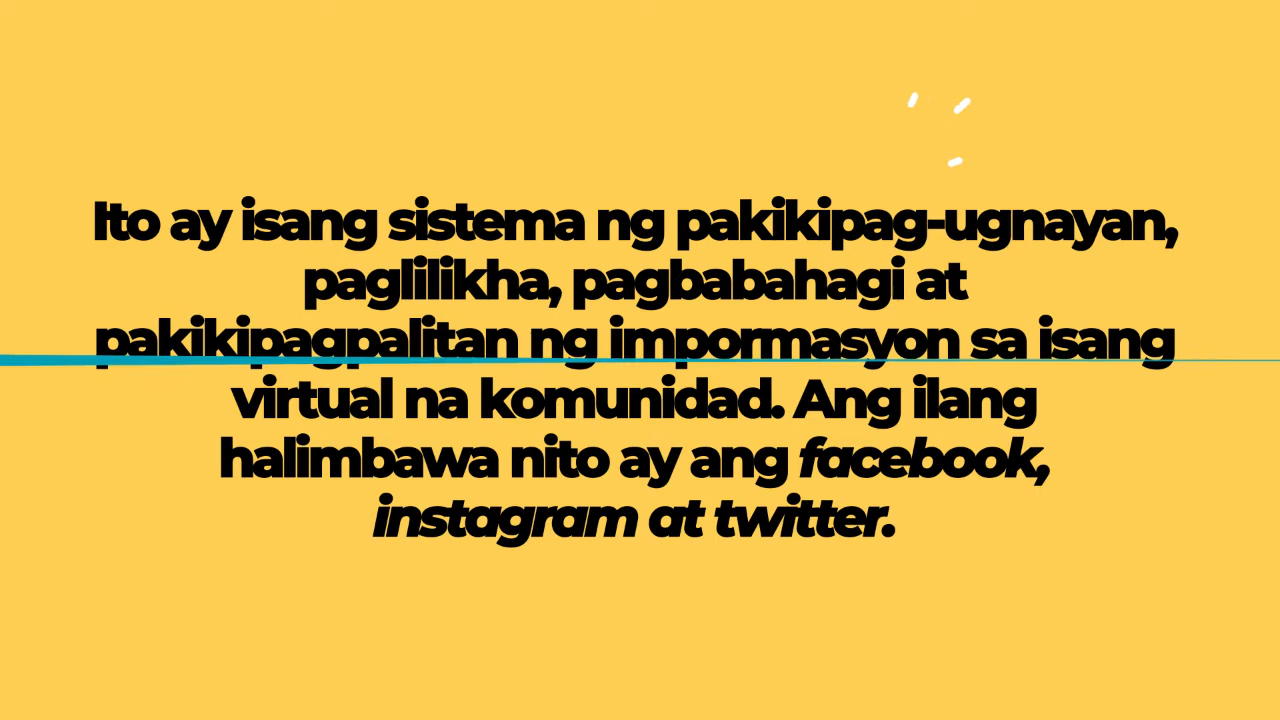 Ito ay isang sistema ng pakikipag-ugnayan,
paglilikha, pagbabahagi at
pakikipagpalitan ng impormasyon sa isang
virtual na komunidad. Ang ilang
halimbawa nito ay ang facebook,
instagram at twitter.